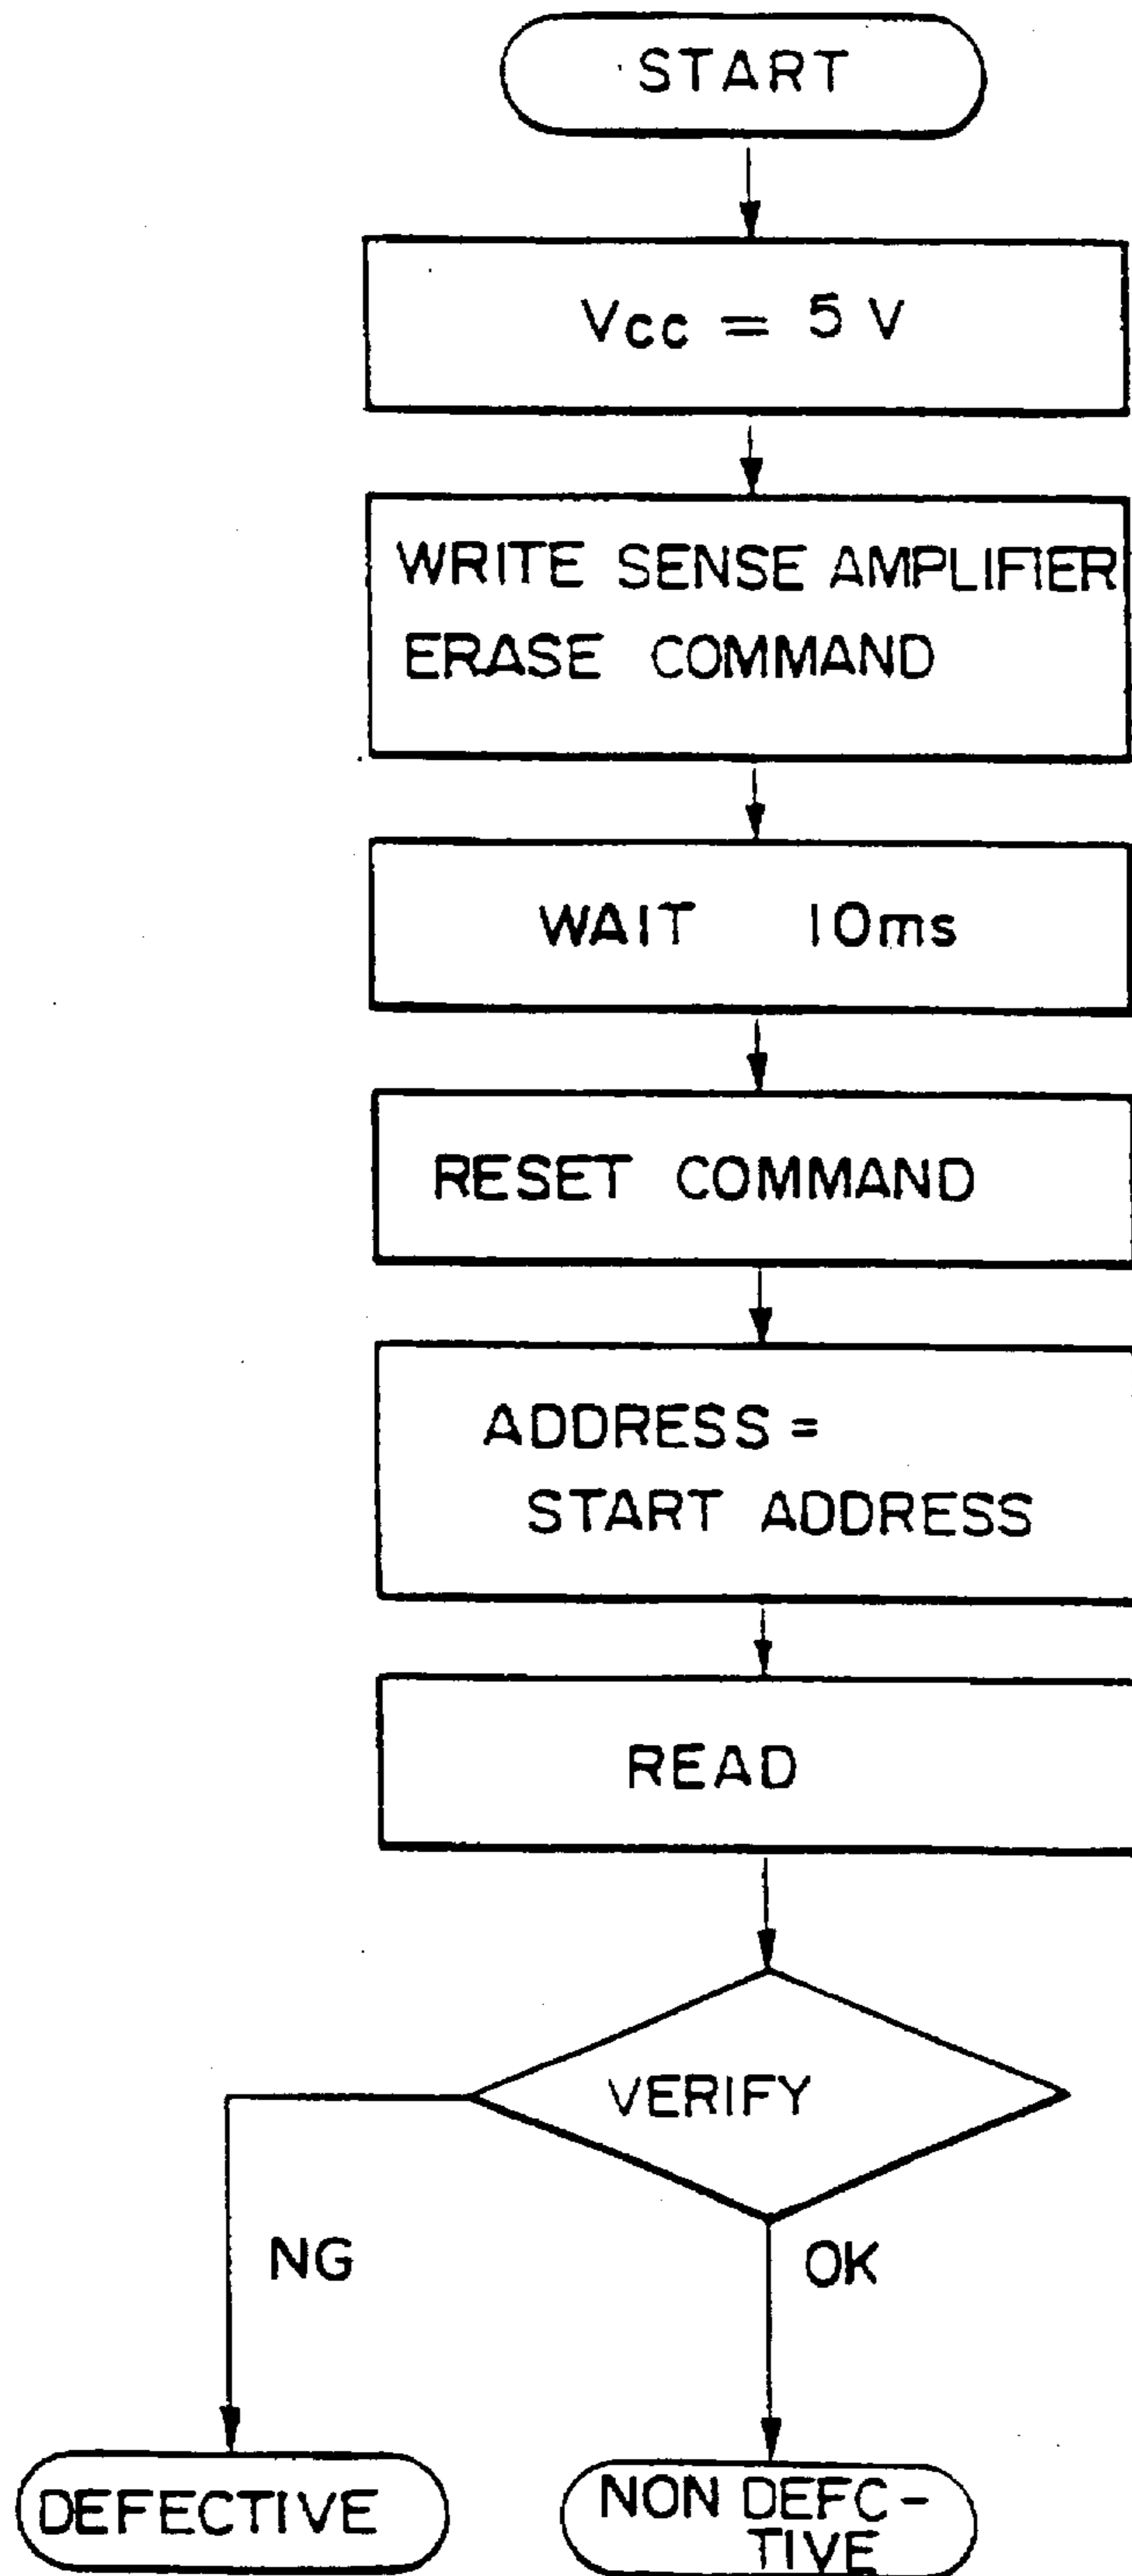 START
Vcc = 5 V
WRITE SENSE AMPLIFIER
ERASE COMMAND
WAIT 10ms
RESET COMMAND
ADDRESS =
START ADDRESS
READ
VERIFY
NG
OK
DEFECTIVE
NON DEFC-
TIVE